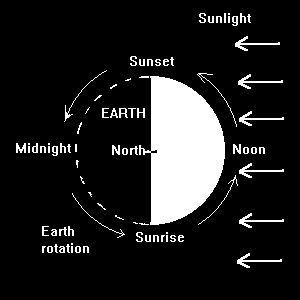 Sunlight
Sunset
EARTH
Midnight
North
Noon
Earth
rotation
Sunrise